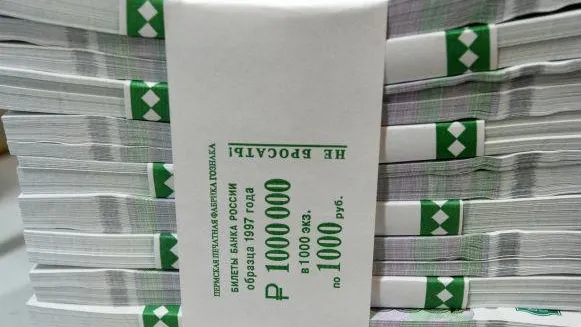 НЕ БРОСАТЬ!
ПЕРМСКАЯ ПЕЧАТНАЯ ФАБРИКА ГОЗНАКА
БИЛЕТЫ БАНКА РОССИИ
образца 1997 года
₽ 1000 000
в 1000 экз.
по 1000 руб.